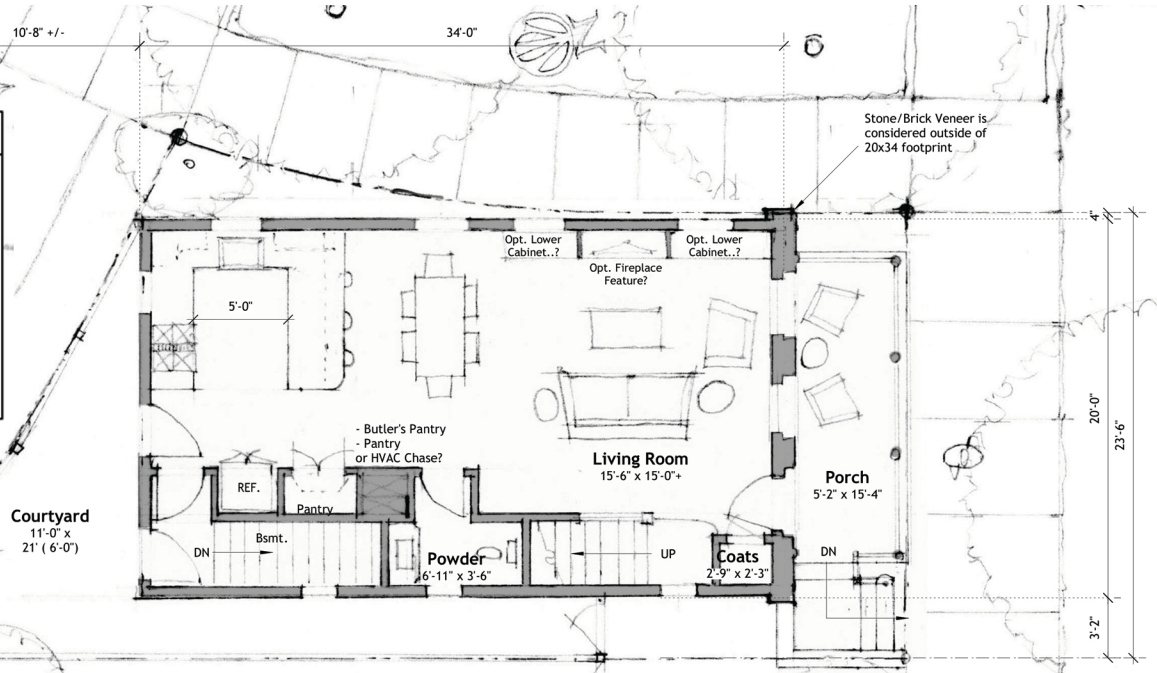 10'-8" +/-
34'-0"
Stone/Brick Veneer is
considered outside of
20x34 footprint
4"
Opt. Lower
Cabinet..?
Opt. Fireplace
Feature?
Opt. Lower
Cabinet..?
5'-0"
20'-0"
23'-6"
- Butler's Pantry
- Pantry
or HVAC Chase?
Living Room
15'-6" x 15'-0"+
Porch
5'-2" x 15'-4"
REF.
Pantry
Courtyard
11'-0" x
21' ( 6'-0")
Bsmt.
DN
Powder
6'-11" x 3'-6"
UP
Coats
2'-9" x 2'-3"
DN
3'-2"